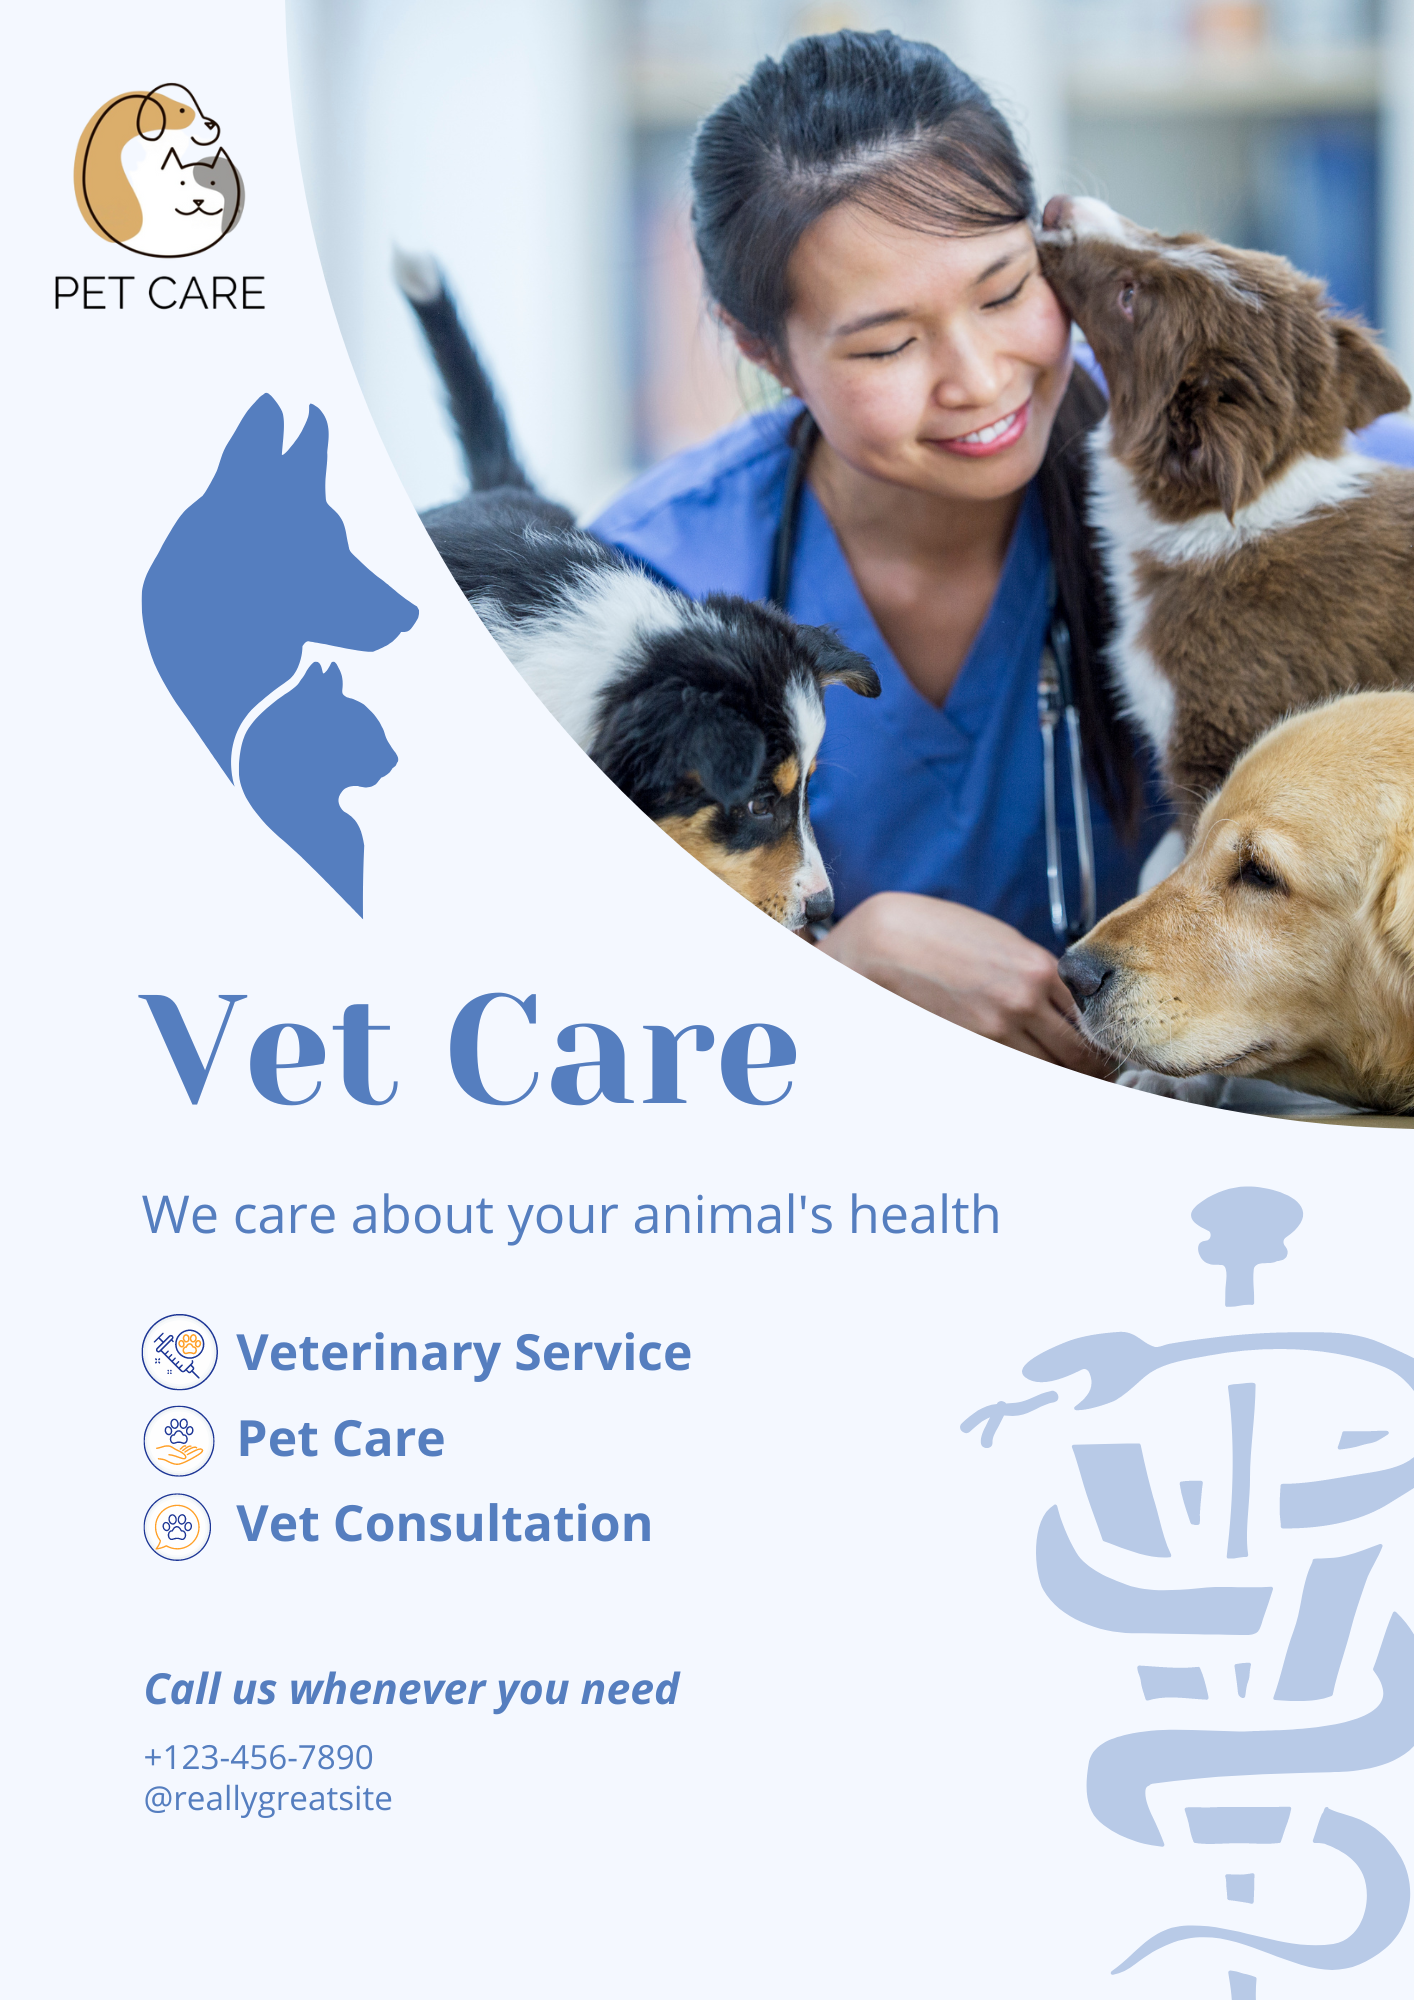 PET CARE
Vet Care
We care about your animal's health
Veterinary Service
Pet Care
Vet Consultation
Call us whenever you need
+123-456-7890
@reallygreatsite